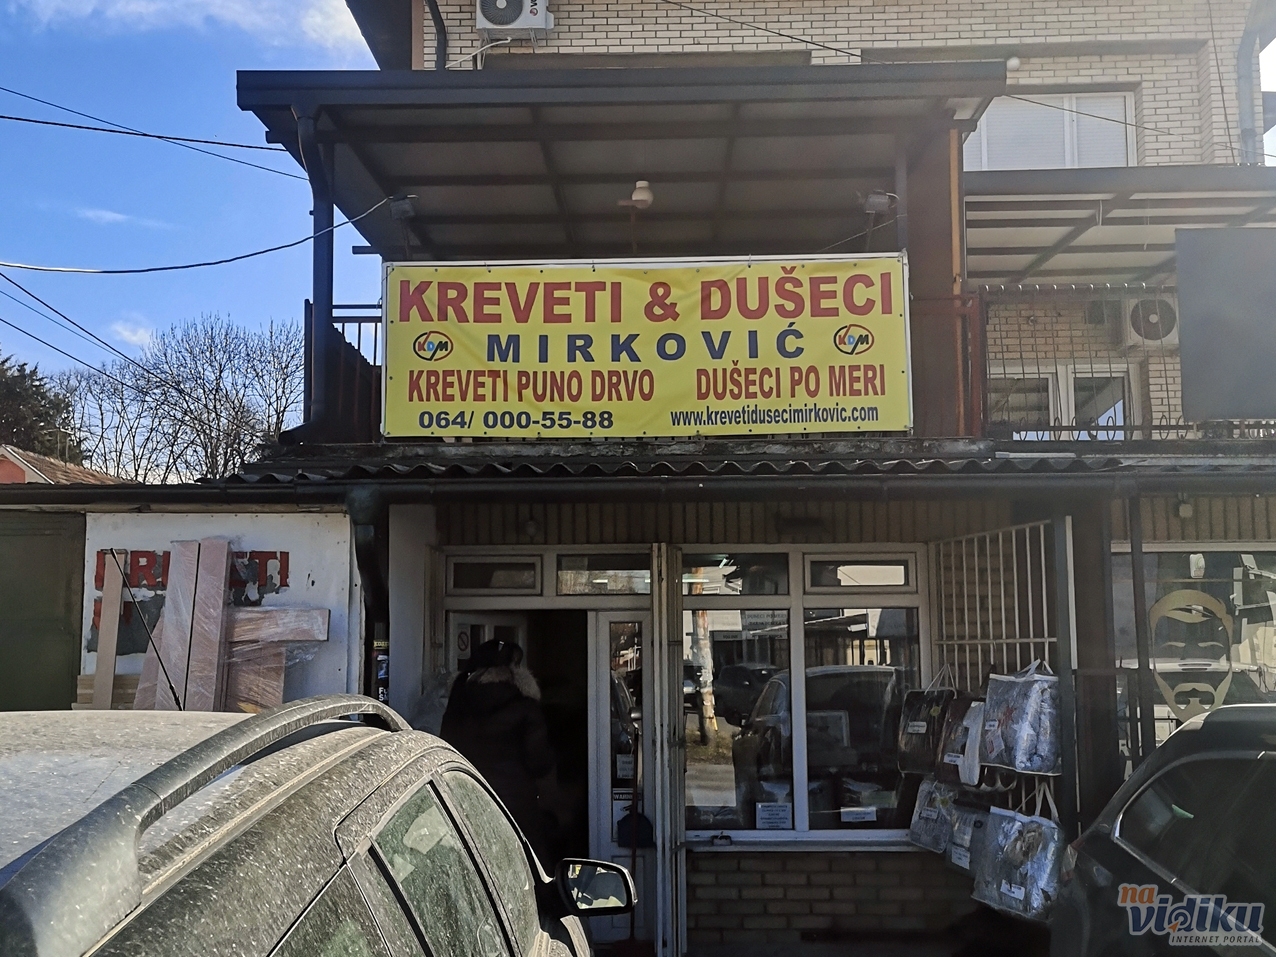 KREVETI & DUŠECI
KDM MIRKOVIĆ KDM
KREVETI PUNO DRVO DUŠECI PO MERI
064/ 000-55-88 www.krevetidusecimirkovic.com
na
Vidiku
INTERNET PORTAL